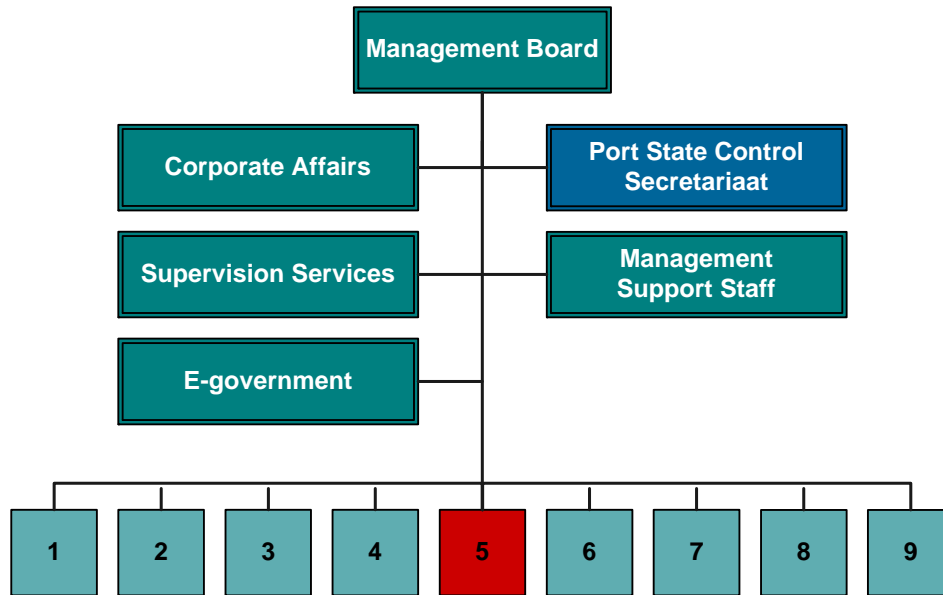 Management Board
Corporate Affairs
Port State Control
Secretariaat
Supervision Services
Management
Support Staff
E-government
1 2 3 4 5 6 7 8 9